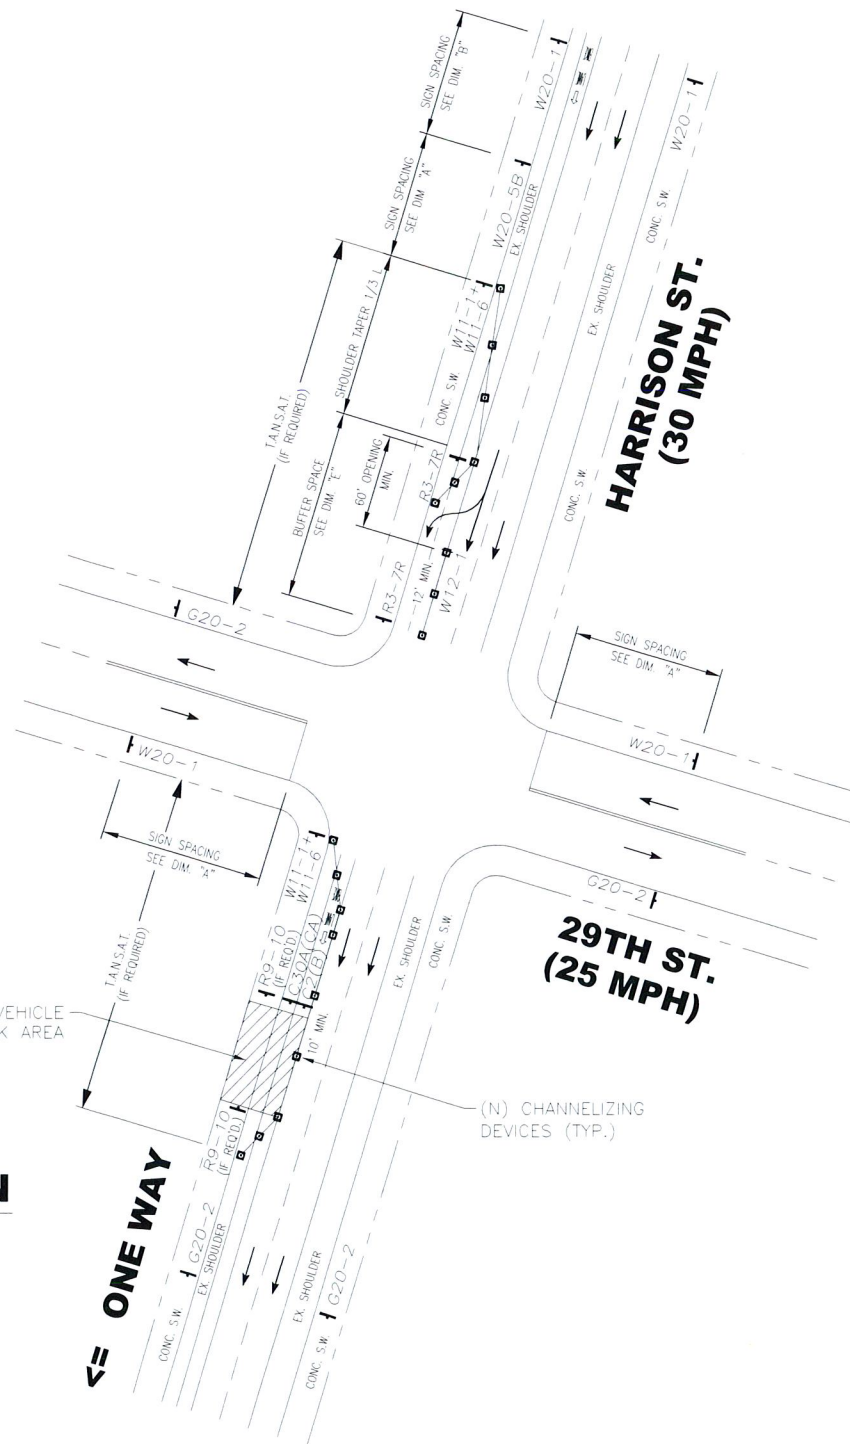 SIGN SPACING
SEE DIM. "B"
W20-1
W20-1
SIGN SPACING
SEE DIM. "A"
W20-5B
EX. SHOULDER
CONC. S.W.
EX. SHOULDER
SHOULDER TAPER 1/3 L
W11-1+
W11-6
T.A.N.S.A.T.
(IF REQUIRED)
CONC. S.W.
HARRISON ST.
(30 MPH)
BUFFER SPACE
SEE DIM. "E"
60' OPENING
MIN.
R3-7R
CONC. S.W.
R3-7R
12' MIN.
W12-1
G20-2
SIGN SPACING
SEE DIM. "A"
W20-1
W20-1
SIGN SPACING
SEE DIM. "A"
W11-1+
W11-6
G20-2
T.A.N.S.A.T.
(IF REQUIRED)
R9-10
(IF REQ'D.)
C30A(CA)
C2(B)
EX. SHOULDER
CONC. S.W.
29TH ST.
(25 MPH)
VEHICLE
K AREA
10' MIN.
(N) CHANNELIZING
DEVICES (TYP.)
R9-10
(IF REQ'D.)
<= ONE WAY
G20-2
EX. SHOULDER
CONC. S.W.
EX. SHOULDER
G20-2
CONC. S.W.